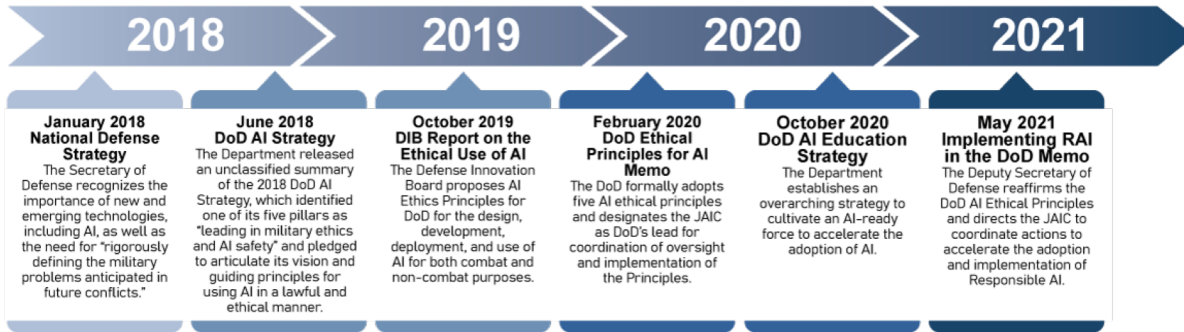 2018
2019
2020
2021
January 2018
National Defense
Strategy
The Secretary of
Defense recognizes the
importance of new and
emerging technologies,
including AI, as well as
the need for “rigorously
defining the military
problems anticipated in
future conflicts.”
June 2018
DoD AI Strategy
The Department released
an unclassified summary
of the 2018 DoD AI
Strategy, which identified
one of its five pillars as
“leading in military ethics
and AI safety” and pledged
to articulate its vision and
guiding principles for
using AI in a lawful and
ethical manner.
October 2019
DIB Report on the
Ethical Use of AI
The Defense Innovation
Board proposes AI
Ethics Principles for
DoD for the design,
development,
deployment, and use of
AI for both combat and
non-combat purposes.
February 2020
DoD Ethical
Principles for AI
Memo
The DoD formally adopts
five AI ethical principles
and designates the JAIC
as DoD’s lead for
coordination of oversight
and implementation of
the Principles.
October 2020
DoD AI Education
Strategy
The Department
establishes an
overarching strategy to
cultivate an AI-ready
force to accelerate the
adoption of AI.
May 2021
Implementing RAI
in the DoD Memo
The Deputy Secretary of
Defense reaffirms the
DoD AI Ethical Principles
and directs the JAIC to
coordinate actions to
accelerate the adoption
and implementation of
Responsible AI.